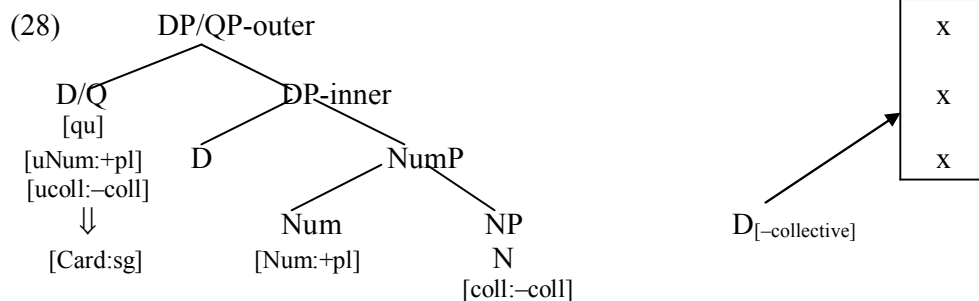 (28) DP/QP-outer x
D/Q DP-inner x
[qu]
[uNum:+pl] D NumP x
[ucoll:–coll]
⇓ Num NP D[–collective]
[Card:sg] [Num:+pl] N
[coll:–coll]